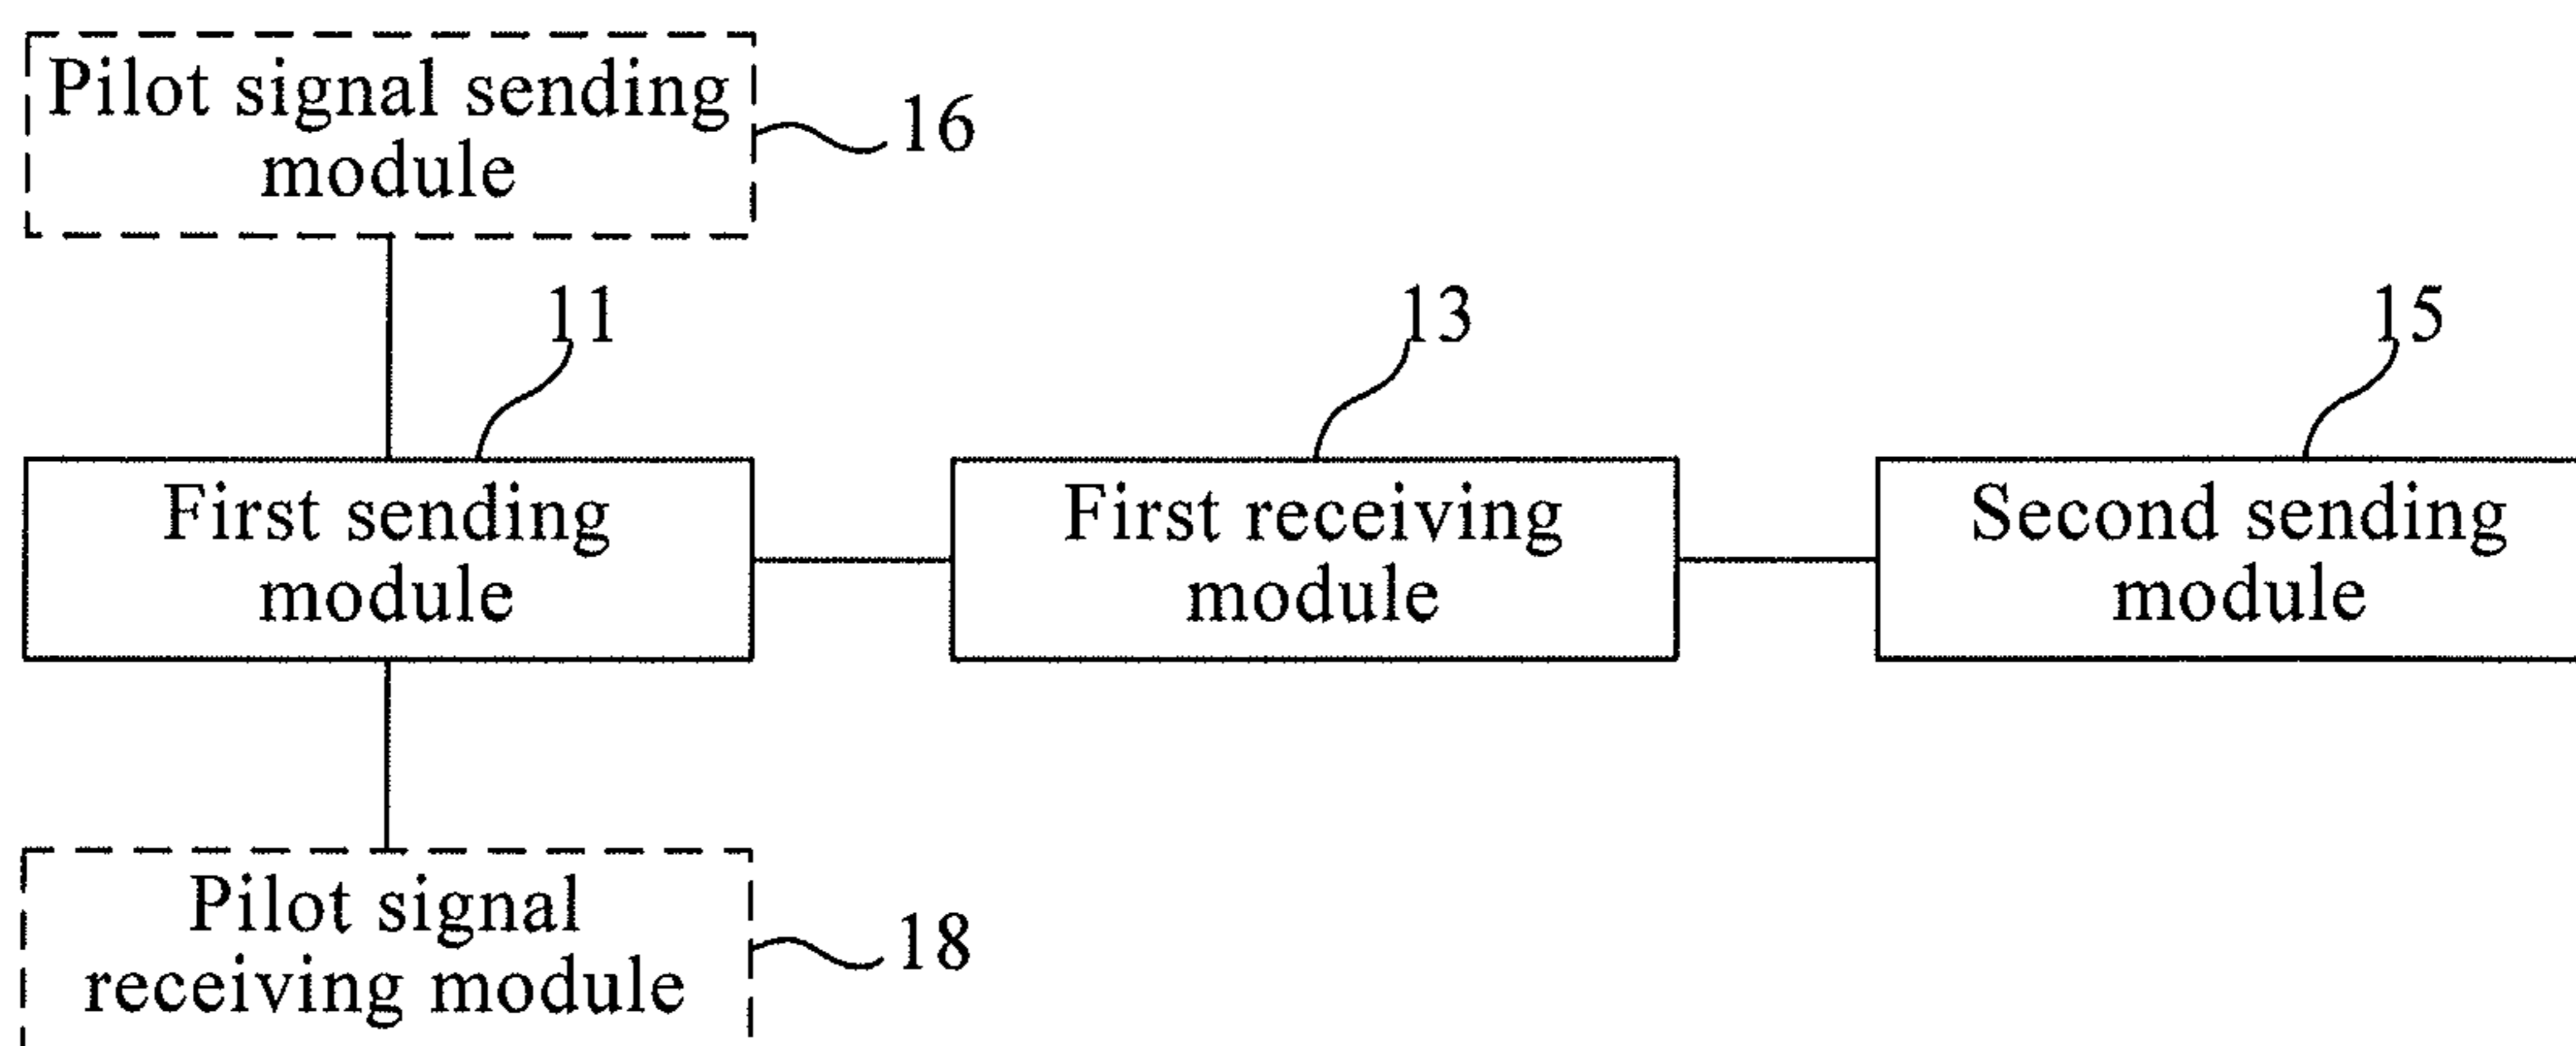 Pilot signal sending
module
16
11
13
15
First sending
module
First receiving
module
Second sending
module
Pilot signal
receiving module
18